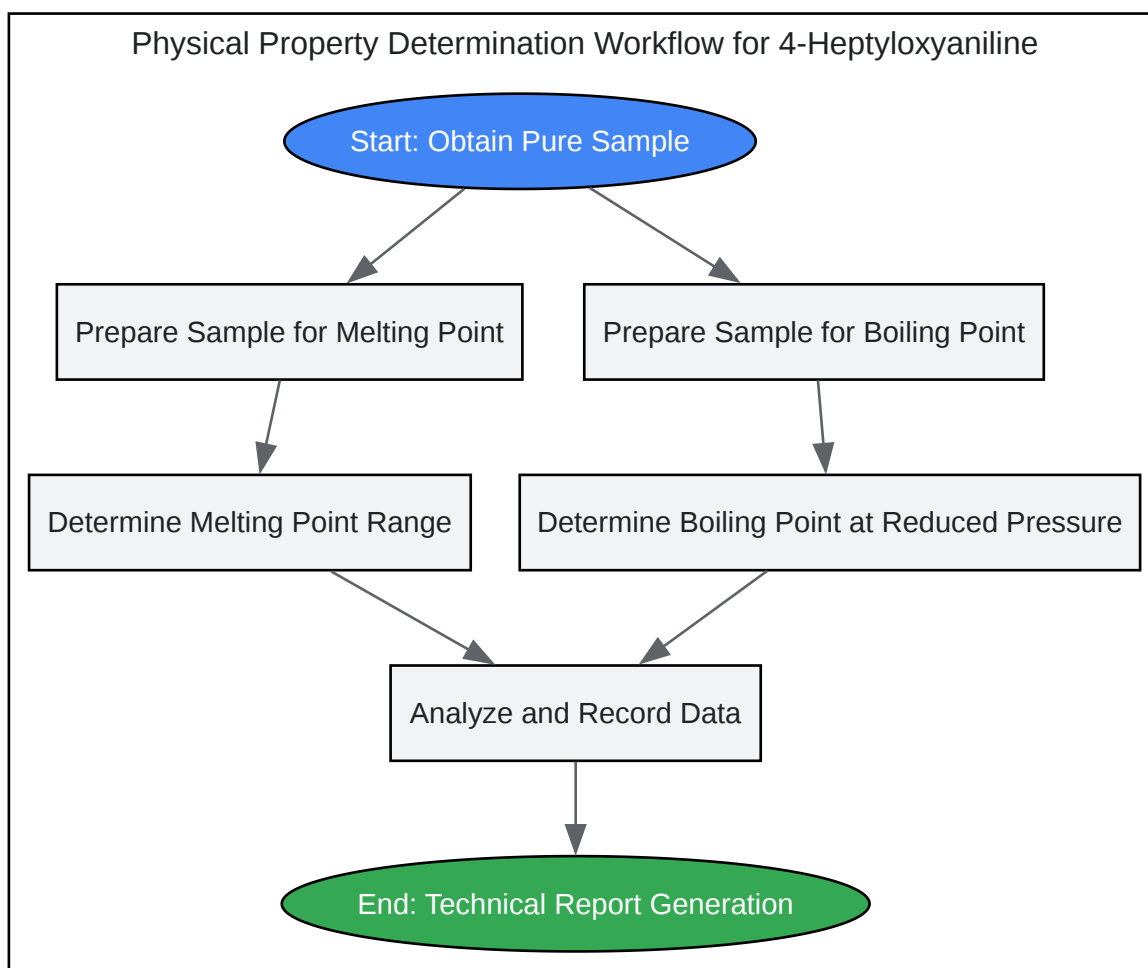 Physical Property Determination Workflow for 4-Heptyloxyaniline
Start: Obtain Pure Sample
Prepare Sample for Melting Point
Prepare Sample for Boiling Point
Determine Melting Point Range
Determine Boiling Point at Reduced Pressure
Analyze and Record Data
End: Technical Report Generation